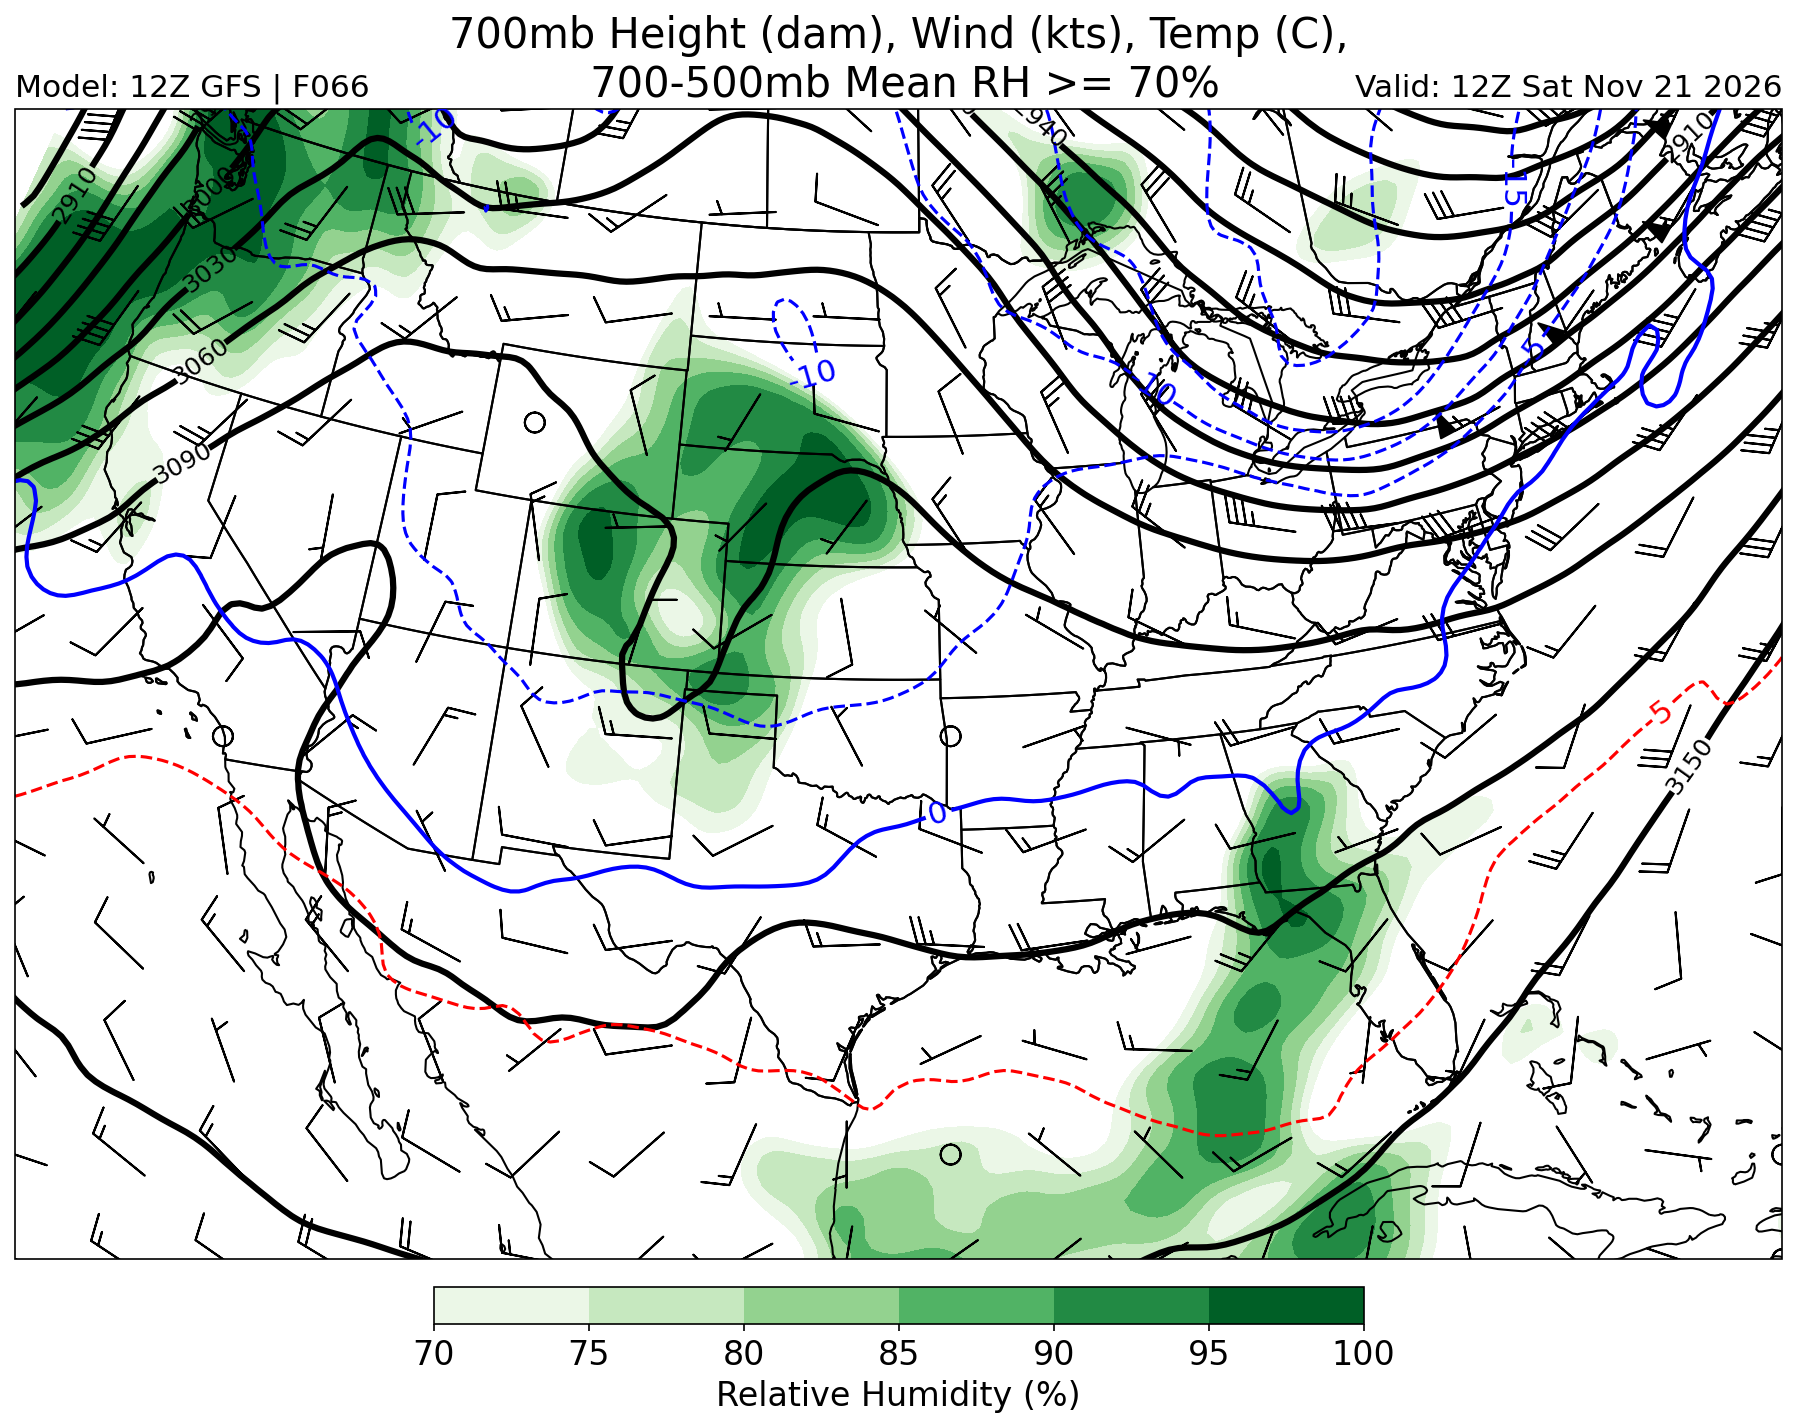 700mb Height (dam), Wind (kts), Temp (C),
700-500mb Mean RH >= 70%
Model: 12Z GFS | F066
Valid: 12Z Sat Nov 21 2026
-10
2940
2910
2910
3000
15
3030
3060
5
-10
10
3090
5
3150
0
70 75 80 85 90 95 100
Relative Humidity (%)